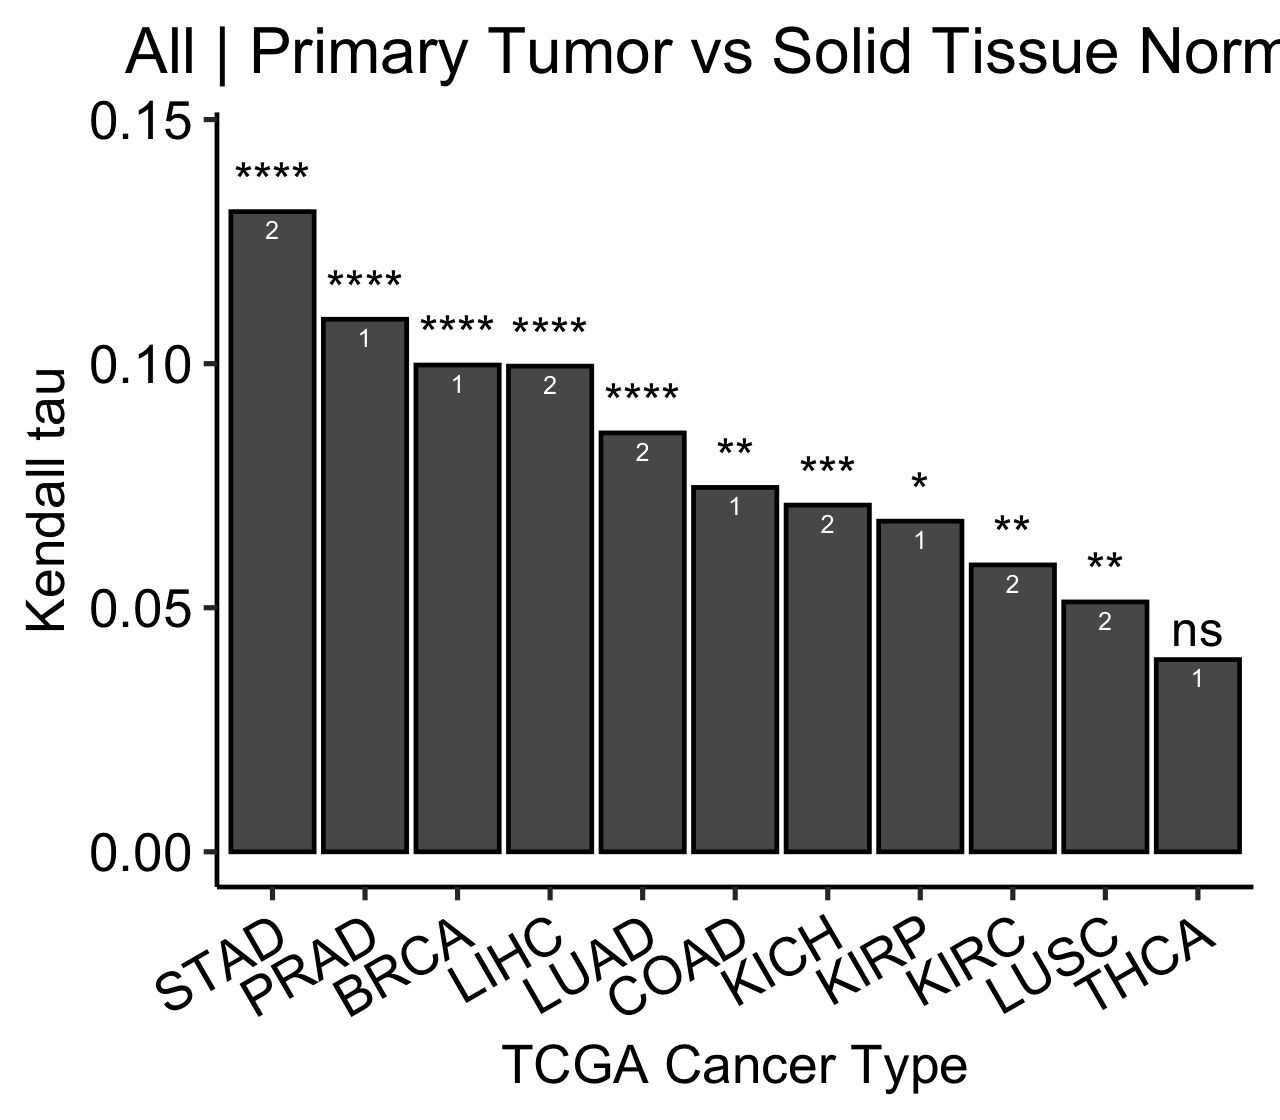 All | Primary Tumor vs Solid Tissue Norm
0.15
0.10
0.05
0.00
Kendall tau
****
2
****
1
****
1
****
2
****
2
**
1
***
2
*
1
**
2
**
2
ns
1
STAD
PRAD
BRCA
LIHC
LUAD
COAD
KICH
KIRP
KIRC
LUSC
THCA
TCGA Cancer Type